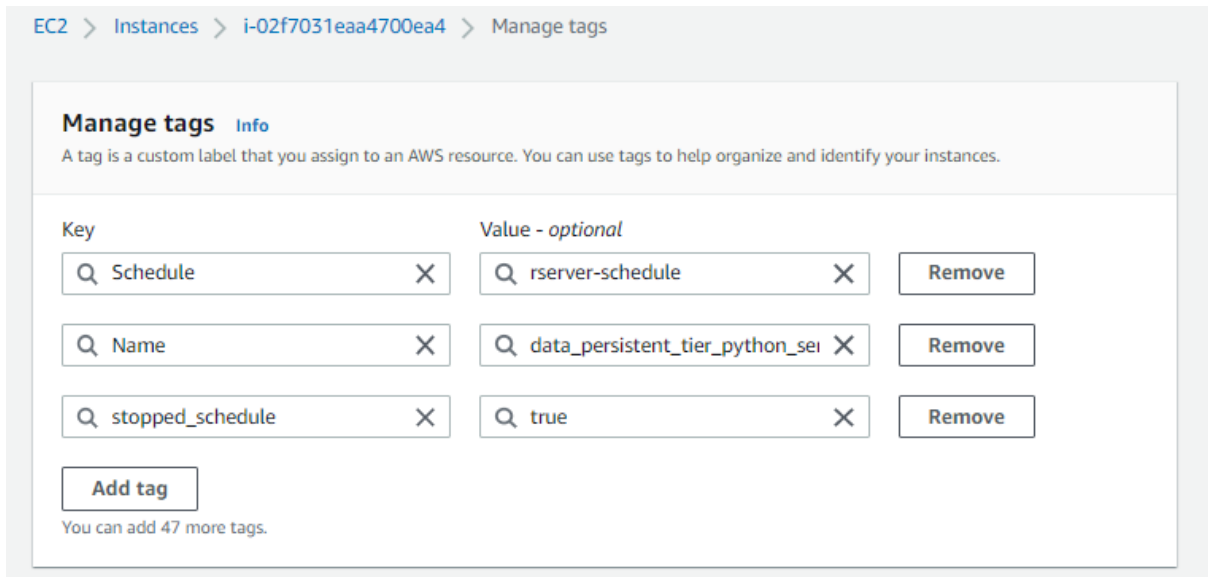 EC2 > Instances > i-02f7031eaa4700ea4 > Manage tags
Manage tags Info
A tag is a custom label that you assign to an AWS resource. You can use tags to help organize and identify your instances.
Key Value - optional
Schedule rserver-schedule Remove
Name data_persistent_tier_python_se Remove
stopped_schedule true Remove
Add tag
You can add 47 more tags.